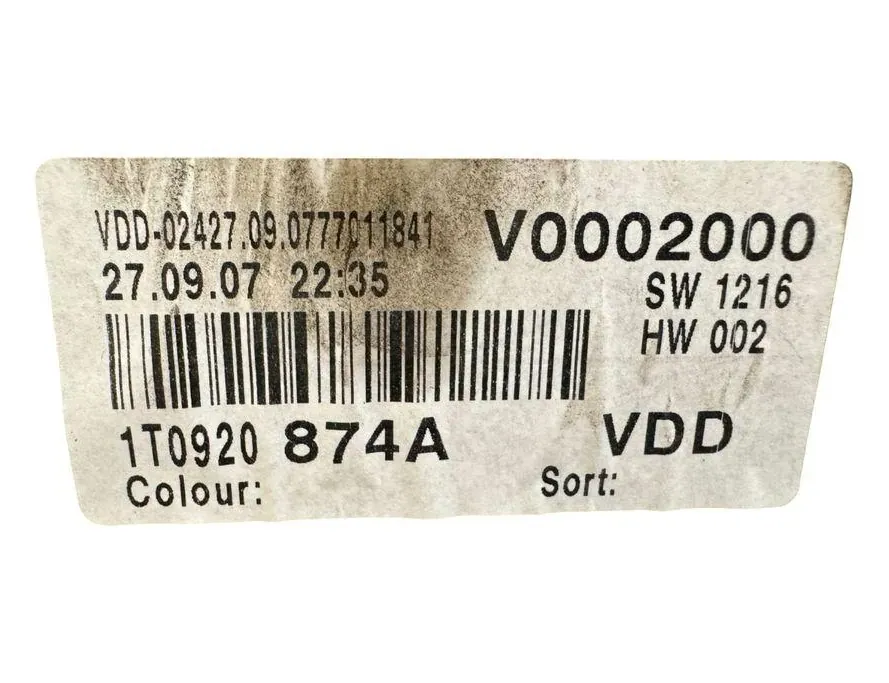 VDD-02427.09.0777011841 V0002000
27.09.07 22:35 SW 1216
HW 002
1T0920 874A VDD
Colour: Sort: